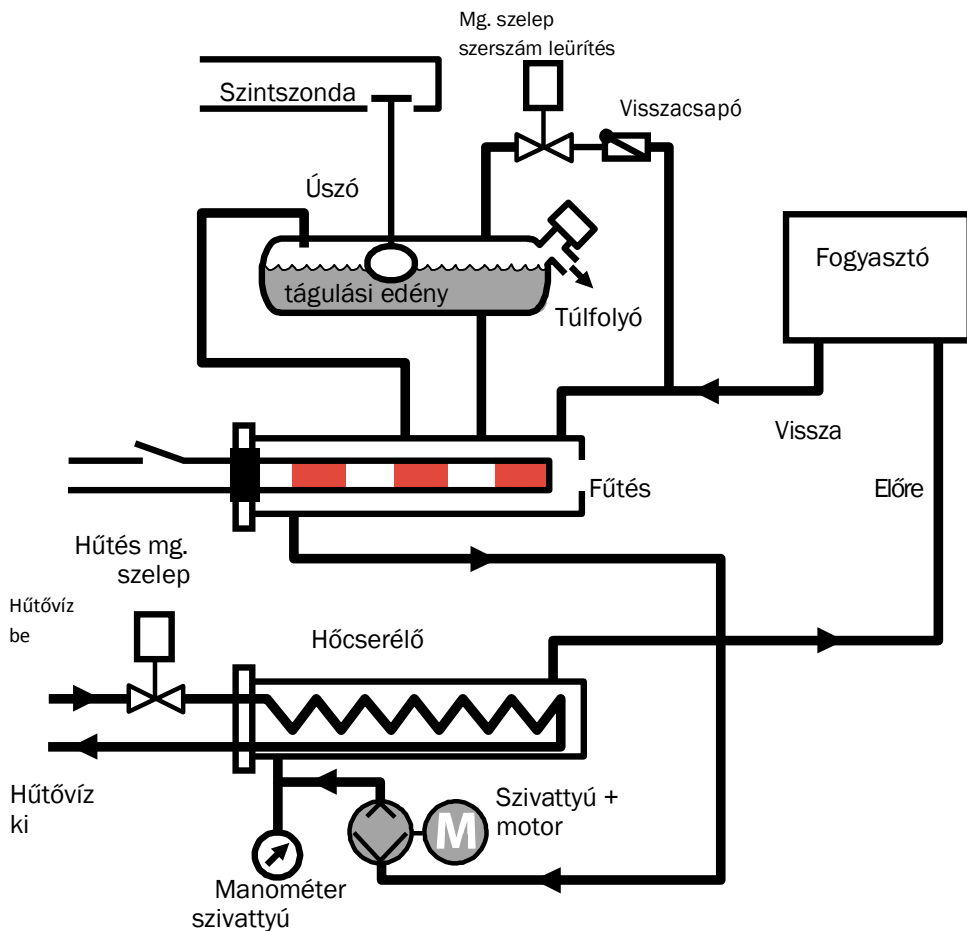 Mg. szelep
szerszám leürítés
Szintszonda
Visszacsapó
Úszó
Fogyasztó
tágulási edény
Túlfolyó
Vissza
Fűtés
Előre
Hűtés mg.
szelep
Hűtővíz
be
Hőcserélő
Hűtővíz
ki
Szivattyú +
motor
M
Manométer
szivattyú